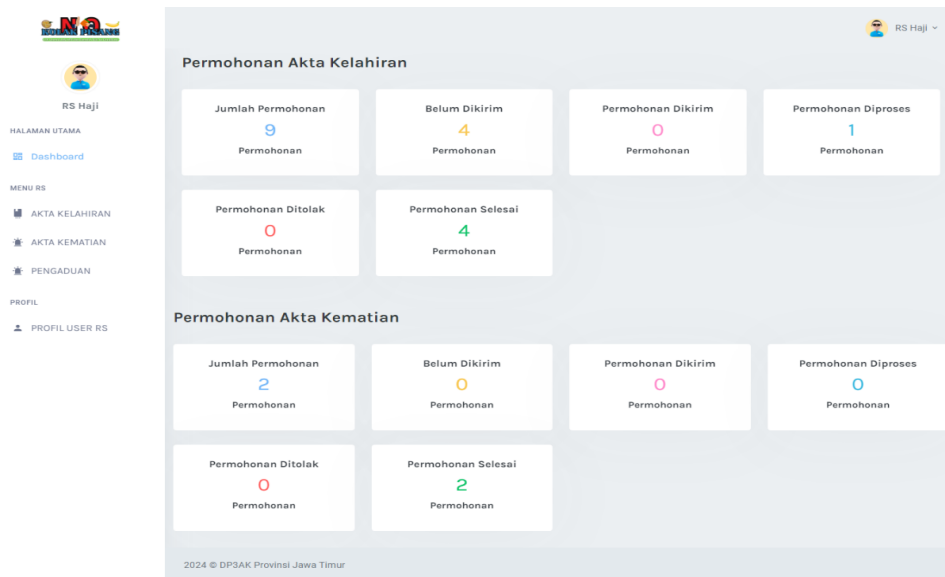 RS Haji
RS Haji
HALAMAN UTAMA
Dashboard
MENU RS
AKTA KELAHIRAN
AKTA KEMATIAN
PENGADUAN
PROFIL
PROFIL USER RS
Permohonan Akta Kelahiran
Jumlah Permohonan
9
Permohonan
Belum Dikirim
4
Permohonan
Permohonan Dikirim
0
Permohonan
Permohonan Diproses
1
Permohonan
Permohonan Ditolak
0
Permohonan
Permohonan Selesai
4
Permohonan
Permohonan Akta Kematian
Jumlah Permohonan
2
Permohonan
Belum Dikirim
0
Permohonan
Permohonan Dikirim
0
Permohonan
Permohonan Diproses
0
Permohonan
Permohonan Ditolak
0
Permohonan
Permohonan Selesai
2
Permohonan
2024 © DP3AK Provinsi Jawa Timur